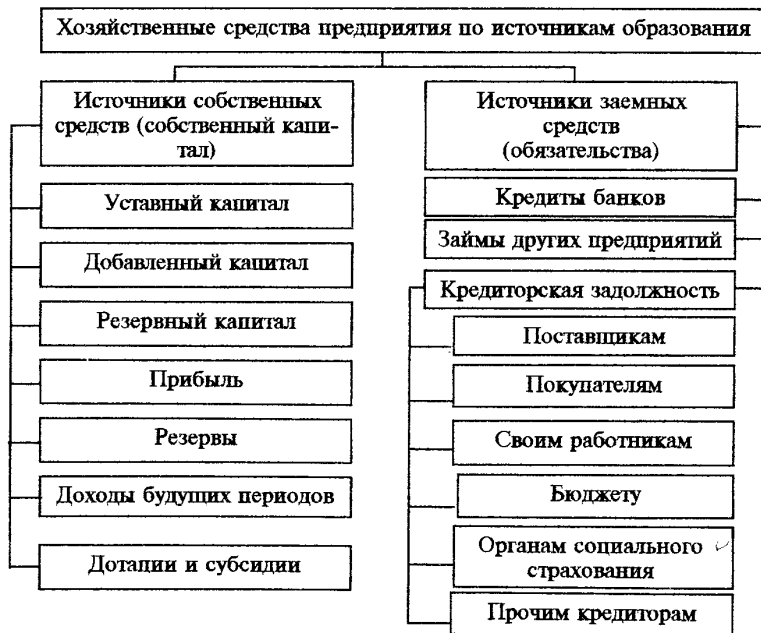 Хозяйственные средства предприятия по источникам образования
Источники собственных
средств (собственный капи-
тал)
Уставный капитал
Добавленный капитал
Резервный капитал
Прибыль
Резервы
Доходы будущих периодов
Дотации и субсидии
Источники заемных
средств
(обязательства)
Кредиты банков
Займы других предприятий
Кредиторская задолжность
Поставщикам
Покупателям
Своим работникам
Бюджету
Органам социального
страхования
Прочим кредиторам